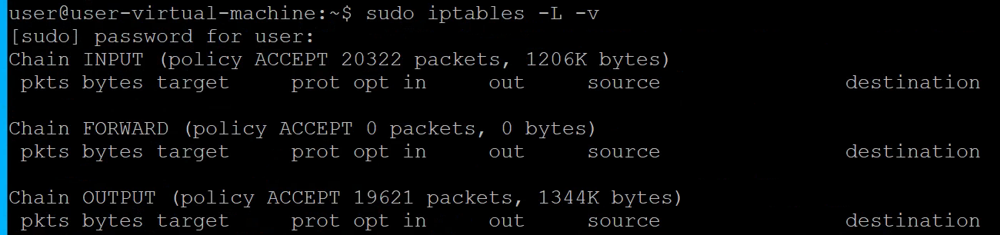 user@user-virtual-machine:~$ sudo iptables -L -v
[sudo] password for user:
Chain INPUT (policy ACCEPT 20322 packets, 1206K bytes)
 pkts bytes target     prot opt in     out     source               destination

Chain FORWARD (policy ACCEPT 0 packets, 0 bytes)
 pkts bytes target     prot opt in     out     source               destination

Chain OUTPUT (policy ACCEPT 19621 packets, 1344K bytes)
 pkts bytes target     prot opt in     out     source               destination